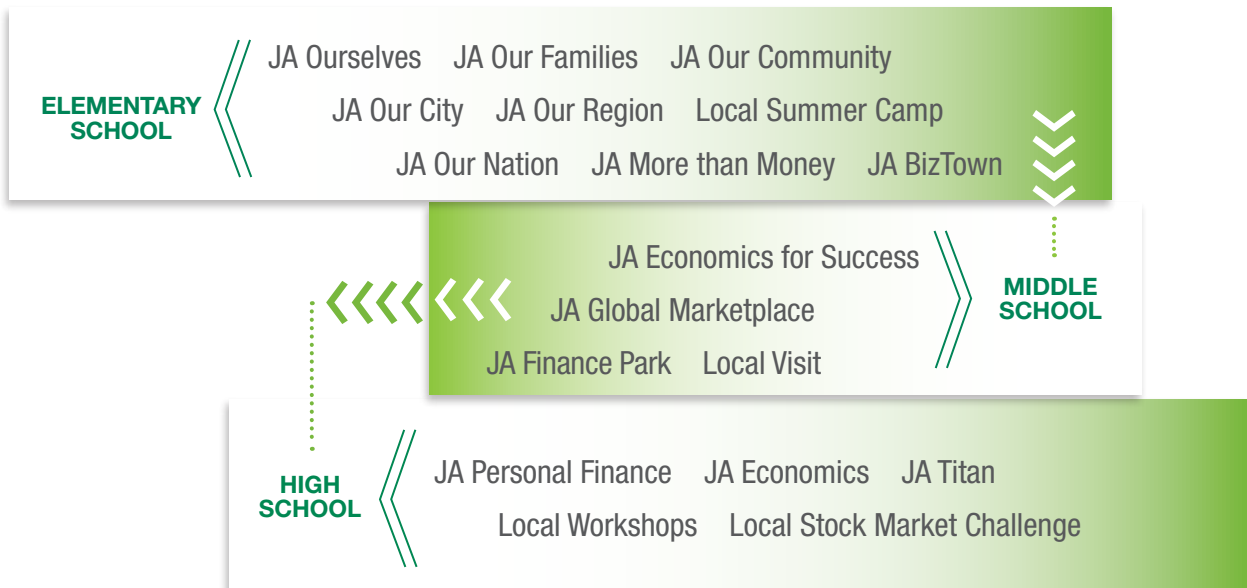 ELEMENTARY
SCHOOL
JA Ourselves JA Our Families JA Our Community
JA Our City JA Our Region Local Summer Camp
JA Our Nation JA More than Money JA BizTown
MIDDLE
SCHOOL
JA Economics for Success
JA Global Marketplace
JA Finance Park Local Visit
HIGH
SCHOOL
JA Personal Finance JA Economics JA Titan
Local Workshops Local Stock Market Challenge